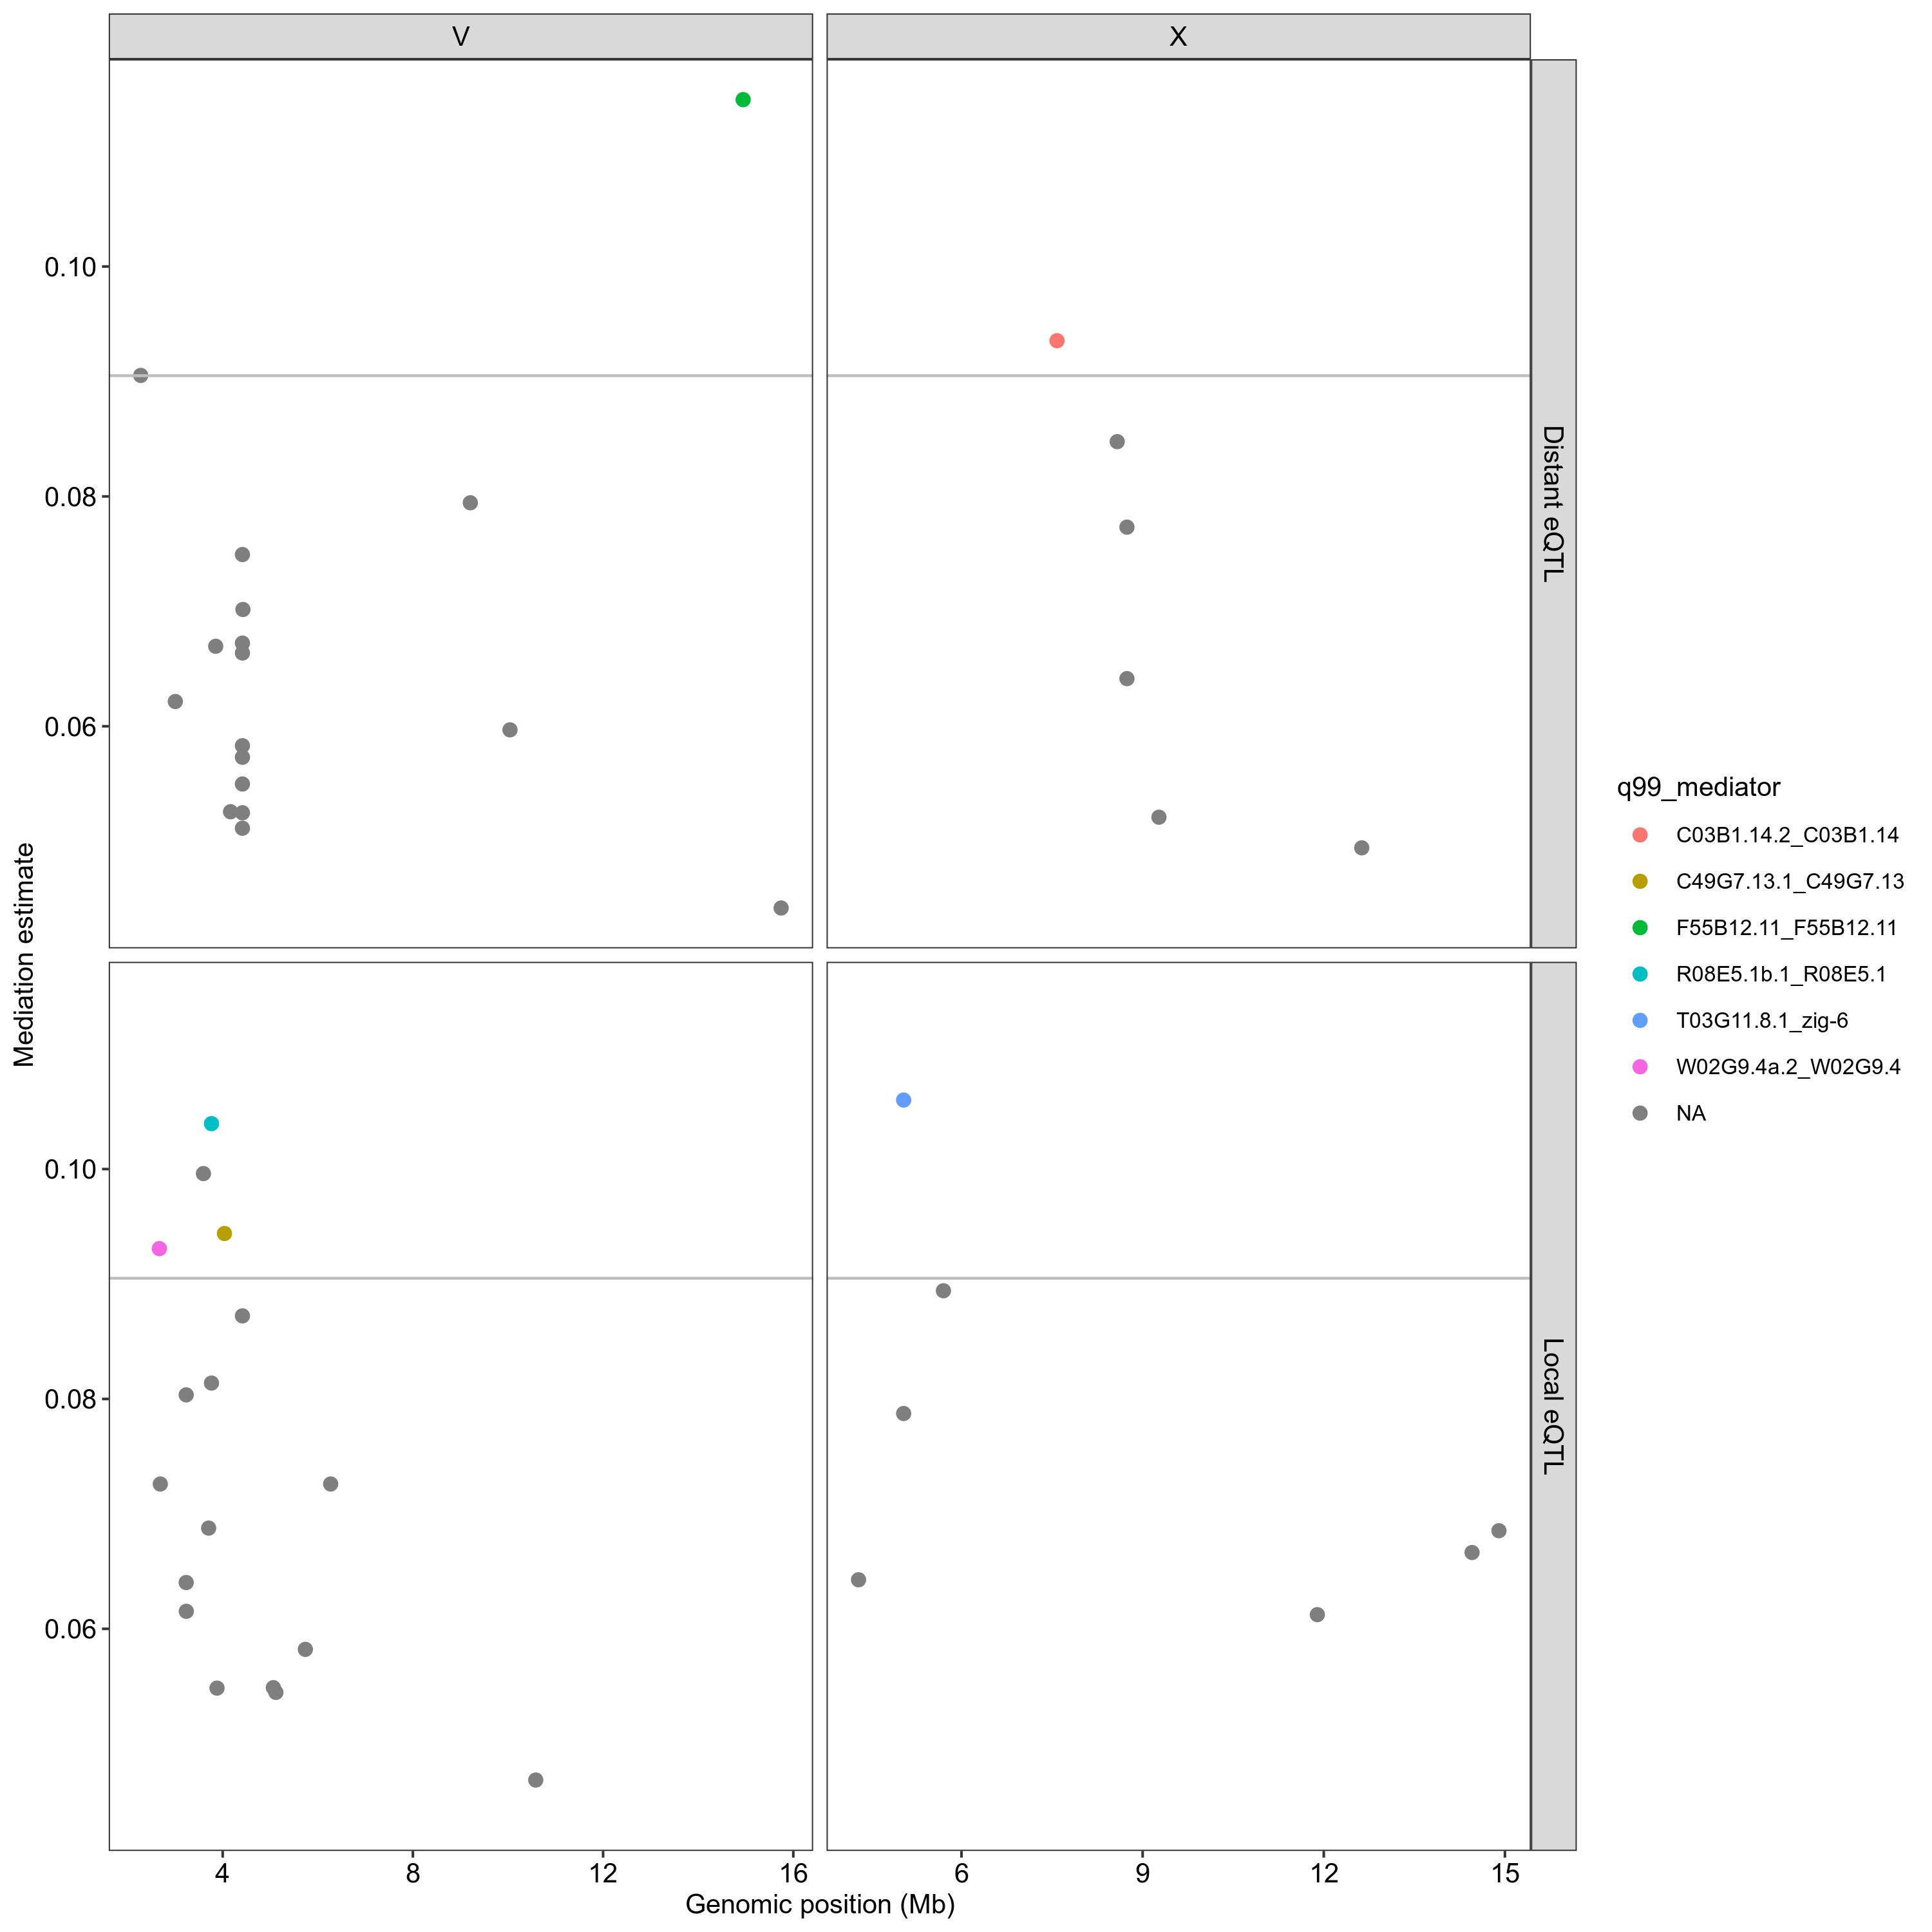 V
X
Distant eQTL
Local eQTL
Mediation estimate
0.10
0.08
0.06
0.10
0.08
0.06
4
8
12
16
6
9
12
15
Genomic position (Mb)
q99_mediator
C03B1.14.2_C03B1.14
C49G7.13.1_C49G7.13
F55B12.11_F55B12.11
R08E5.1b.1_R08E5.1
T03G11.8.1_zig-6
W02G9.4a.2_W02G9.4
NA